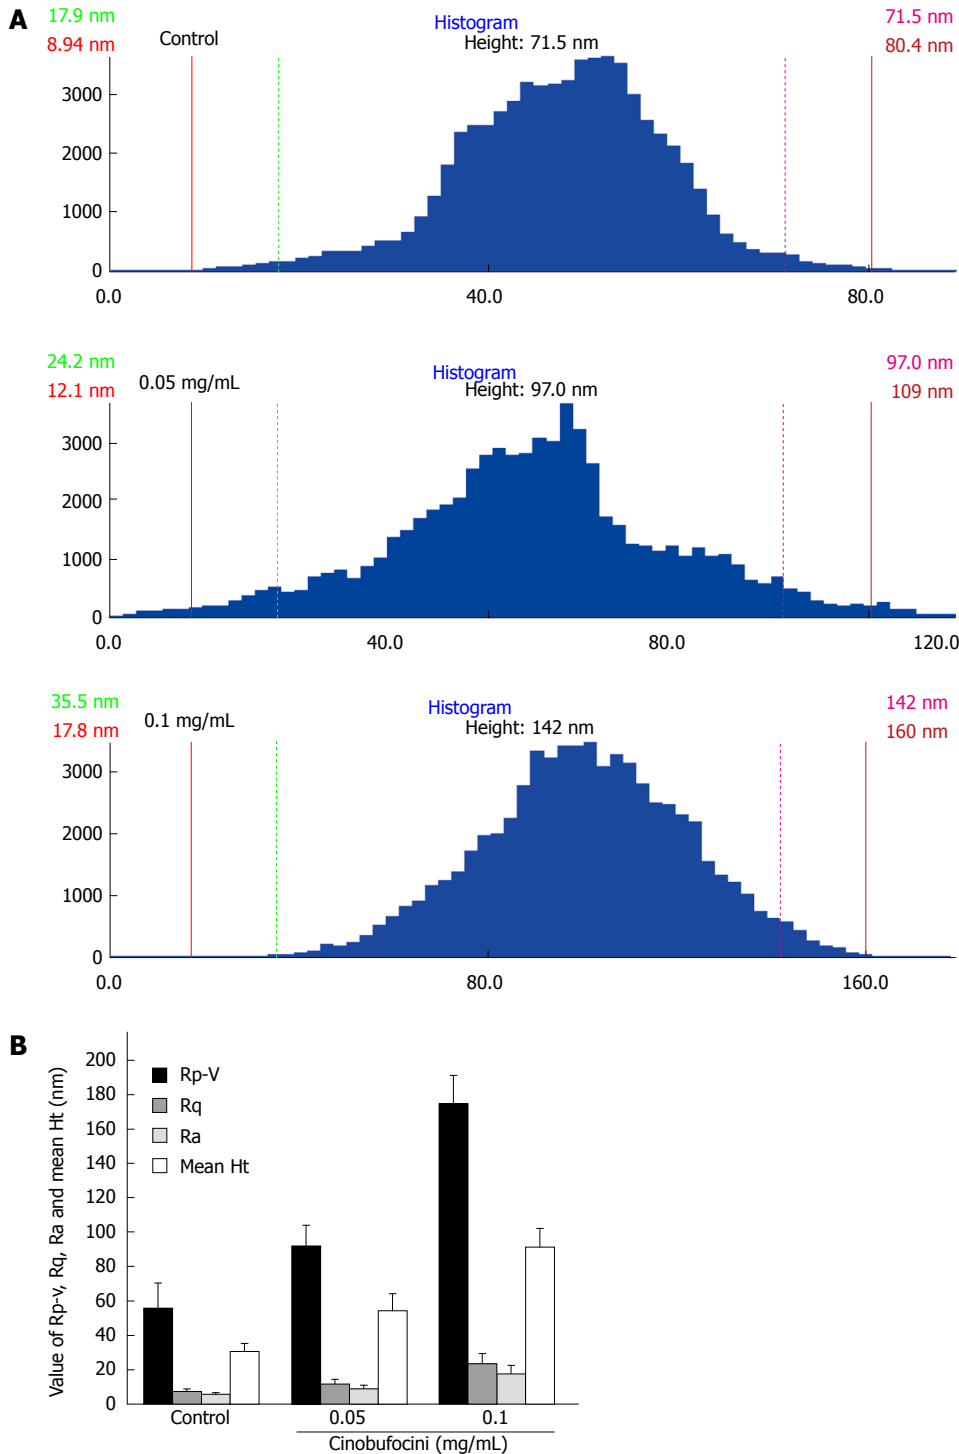 A
17.9 nm
8.94 nm
Control
Histogram
Height: 71.5 nm
71.5 nm
80.4 nm
3000
2000
1000
0
0.0 40.0 80.0
24.2 nm
12.1 nm
0.05 mg/mL
Histogram
Height: 97.0 nm
97.0 nm
109 nm
3000
2000
1000
0
0.0 40.0 80.0 120.0
35.5 nm
17.8 nm
0.1 mg/mL
Histogram
Height: 142 nm
142 nm
160 nm
3000
2000
1000
0
0.0 80.0 160.0
B
Value of Rp-v, Rq, Ra and mean Ht (nm)
200
180
160
140
120
100
80
60
40
20
0
Rp-V
Rq
Ra
Mean Ht
Control 0.05 0.1
Cinobufocini (mg/mL)